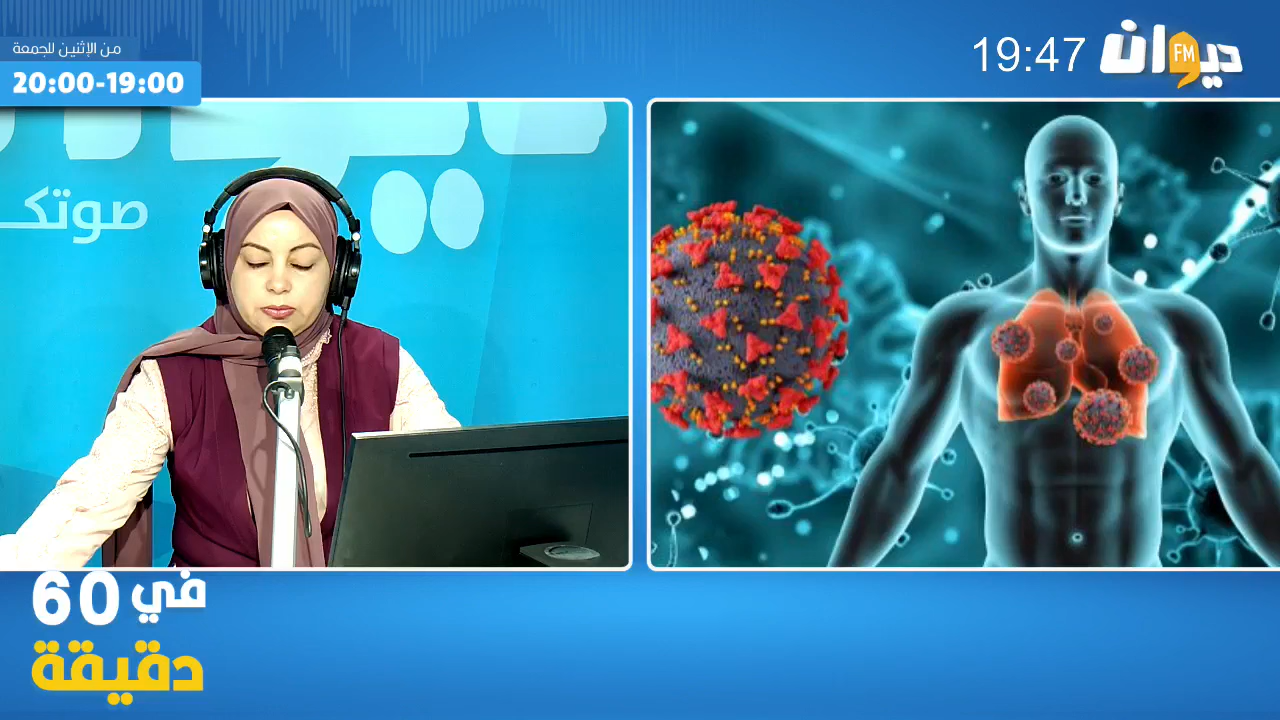 من الإثنين للجمعة
20:00-19:00
19:47
ديوان FM
صوتك
في 60
دقيقة